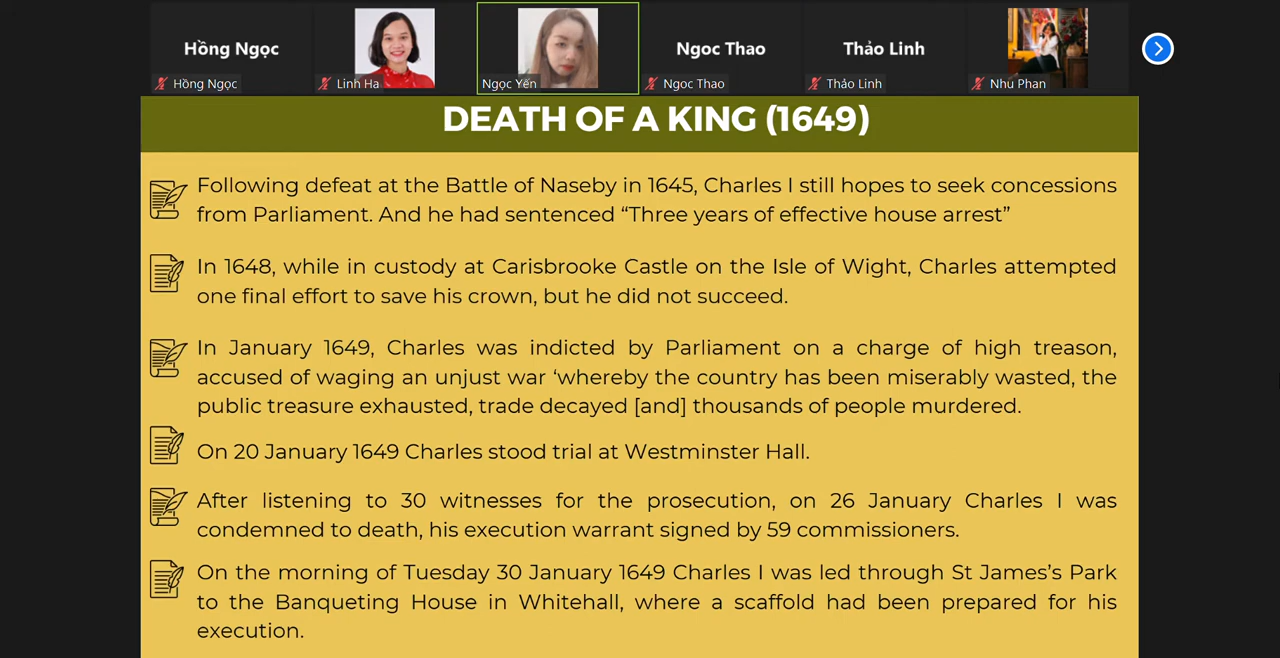 Hồng Ngọc
Ngoc Thao
Thảo Linh
Hồng Ngọc
Linh Ha
Ngọc Yến
Ngoc Thao
Thảo Linh
Nhu Phan
DEATH OF A KING (1649)
Following defeat at the Battle of Naseby in 1645, Charles I still hopes to seek concessions
from Parliament. And he had sentenced “Three years of effective house arrest”
In 1648, while in custody at Carisbrooke Castle on the Isle of Wight, Charles attempted
one final effort to save his crown, but he did not succeed.
In January 1649, Charles was indicted by Parliament on a charge of high treason,
accused of waging an unjust war ‘whereby the country has been miserably wasted, the
public treasure exhausted, trade decayed [and] thousands of people murdered.
On 20 January 1649 Charles stood trial at Westminster Hall.
After listening to 30 witnesses for the prosecution, on 26 January Charles I was
condemned to death, his execution warrant signed by 59 commissioners.
On the morning of Tuesday 30 January 1649 Charles I was led through St James’s Park
to the Banqueting House in Whitehall, where a scaffold had been prepared for his
execution.